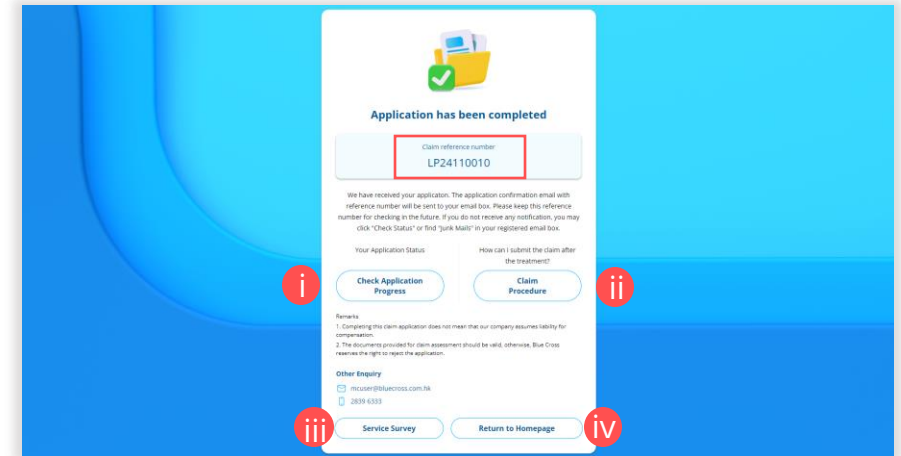 Application has been completed
Claim reference number
LP24110010
We have received your applicaton. The application confirmation email with
reference number will be sent to your email box. Please keep this reference
number for checking in the future. If you do not receive any notification, you may
click "Check Status" or find "Junk Mails" in your registered email box.
Your Application Status
How can I submit the claim after
the treatment?
i
Check Application
Progress
Claim
Procedure
ii
Remarks
1. Completing this claim application does not mean that our company assumes liability for
compensation.
2. The documents provided for claim assessment should be valid, otherwise, Blue Cross
reserves the right to reject the application.
Other Enquiry
mcuser@bluecross.com.hk
2839 6333
iii
Service Survey
Return to Homepage
iv